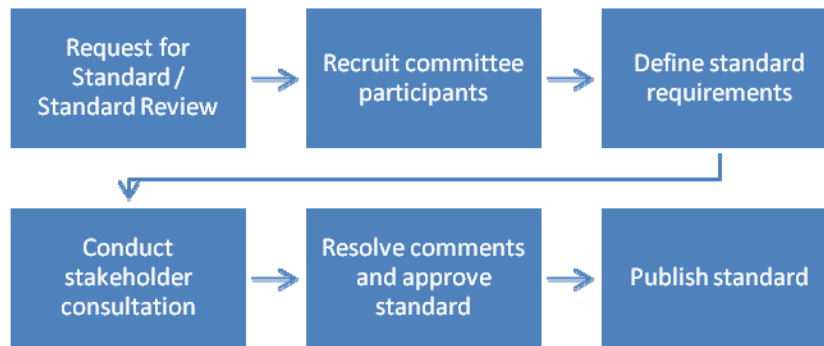 Request for
Standard /
Standard Review
Recruit committee
participants
Define standard
requirements
Conduct
stakeholder
consultation
Resolve comments
and approve
standard
Publish standard